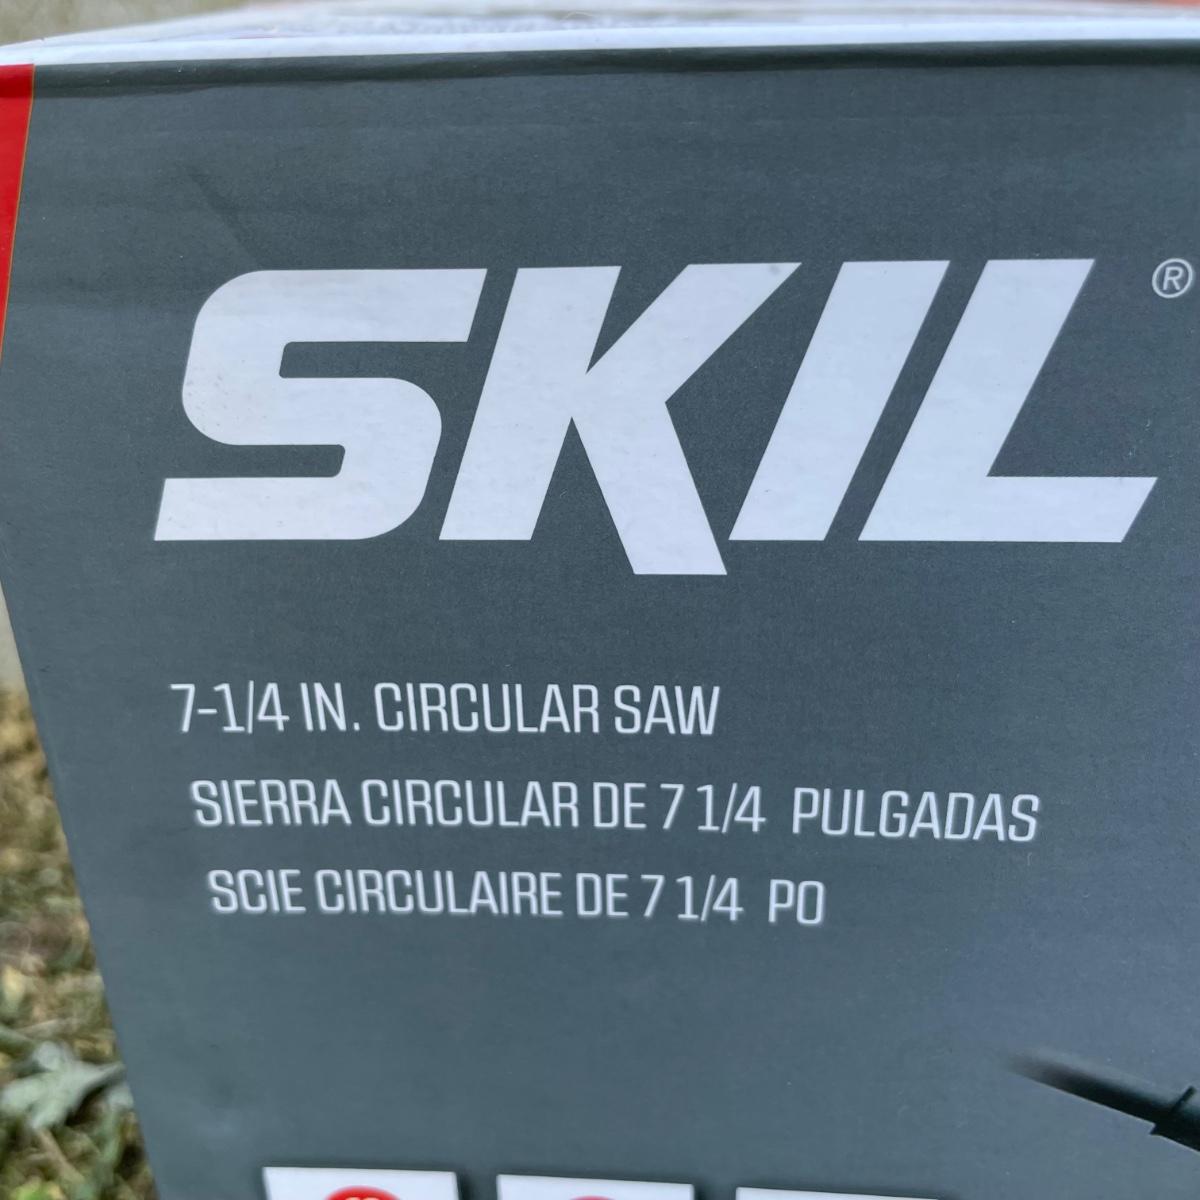 SKIL®
7-1/4 IN. CIRCULAR SAW
SIERRA CIRCULAR DE 7 1/4 PULGADAS
SCIE CIRCULAIRE DE 7 1/4 PO